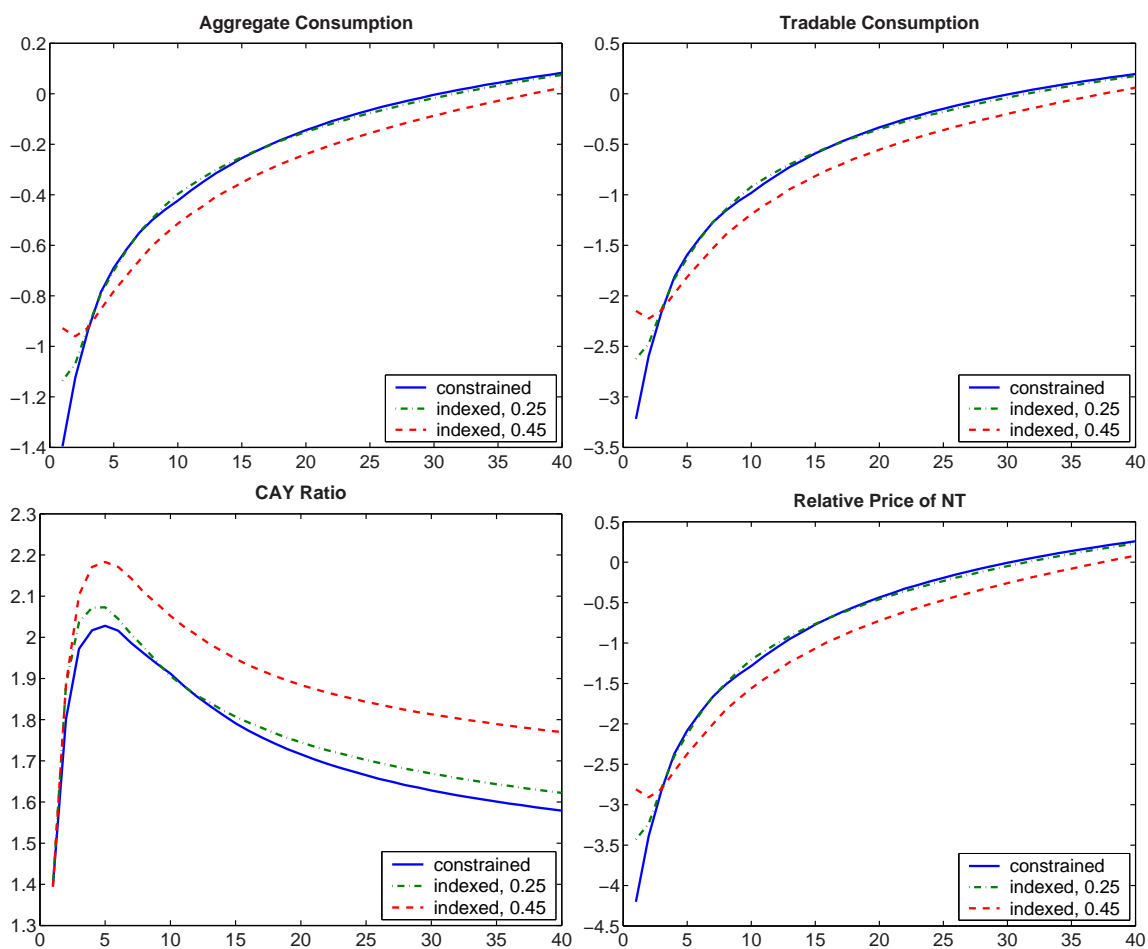 Aggregate Consumption
0.2
0
−0.2
−0.4
−0.6
−0.8
−1
−1.2
−1.4
0 5 10 15 20 25 30 35 40
constrained
indexed, 0.25
indexed, 0.45
Tradable Consumption
0.5
0
−0.5
−1
−1.5
−2
−2.5
−3
−3.5
0 5 10 15 20 25 30 35 40
constrained
indexed, 0.25
indexed, 0.45
CAY Ratio
2.3
2.2
2.1
2
1.9
1.8
1.7
1.6
1.5
1.4
1.3
0 5 10 15 20 25 30 35 40
constrained
indexed, 0.25
indexed, 0.45
Relative Price of NT
0.5
0
−0.5
−1
−1.5
−2
−2.5
−3
−3.5
−4
−4.5
0 5 10 15 20 25 30 35 40
constrained
indexed, 0.25
indexed, 0.45